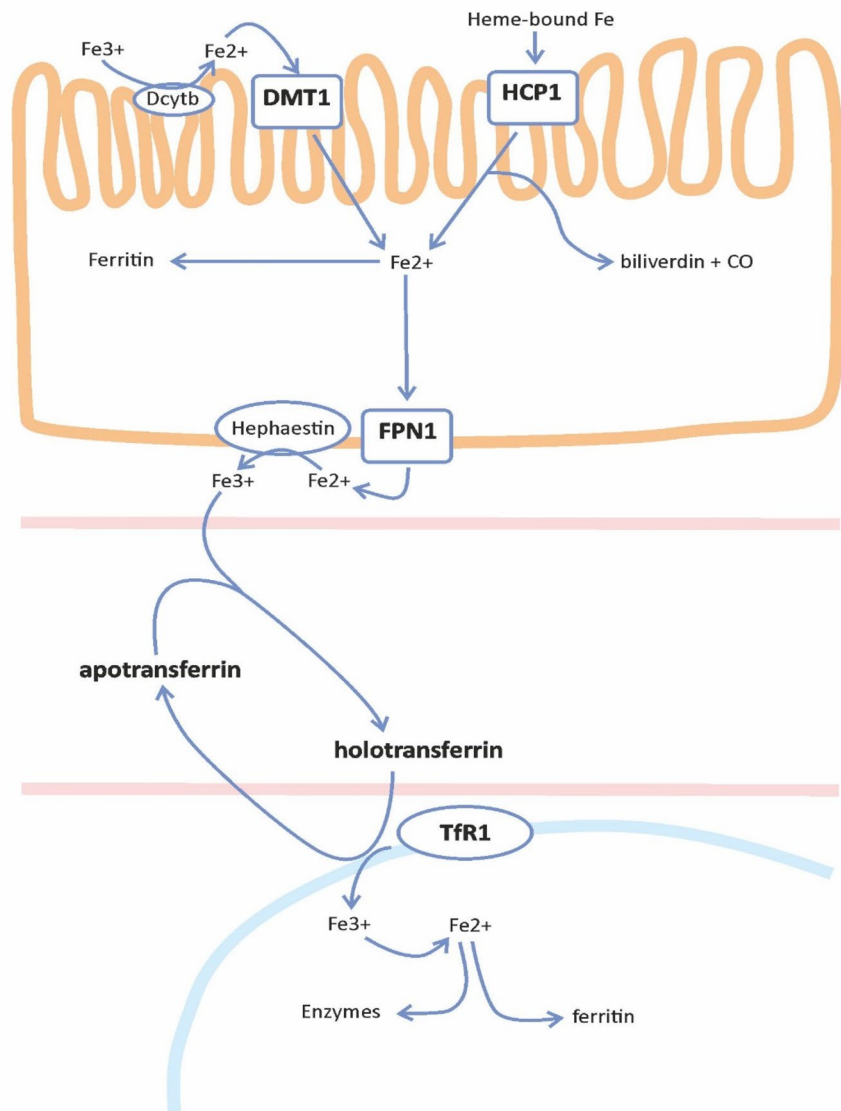 Heme-bound Fe
Fe3+
Fe2+
Dcytb
DMT1
HCP1
Ferritin
Fe2+
biliverdin + CO
Hephaestin
FPN1
Fe3+
Fe2+
apotransferrin
holotransferrin
TfR1
Fe3+
Fe2+
Enzymes
ferritin